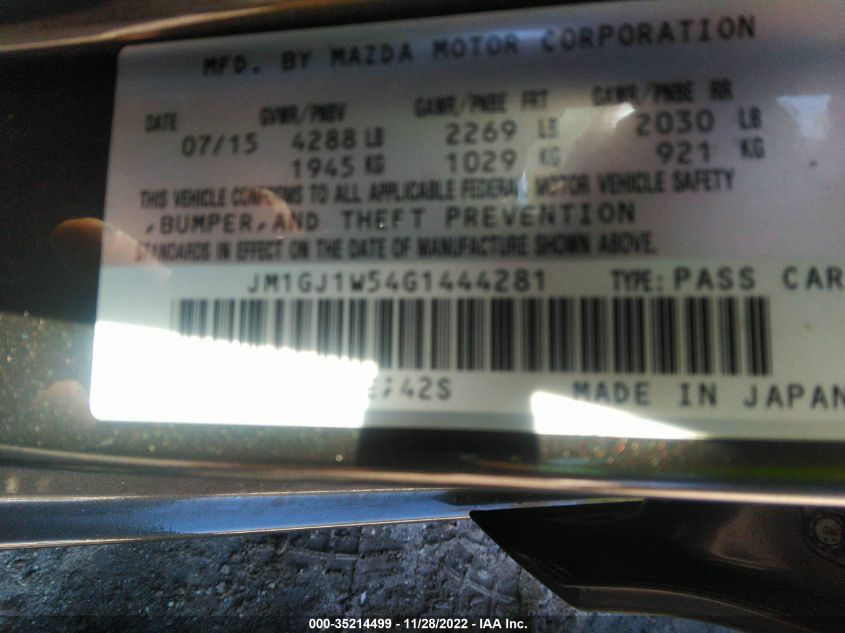 MFD. BY MAZDA MOTOR CORPORATION
DATE GVWR/PNBV GAWR/PNBE FRT GAWR/PNBE RR
07/15 4288 LB 2269 LB 2030 LB
1945 KG 1029 KG 921 KG
THIS VEHICLE CONFORMS TO ALL APPLICABLE FEDERAL MOTOR VEHICLE SAFETY
,BUMPER,AND THEFT PREVENTION
STANDARDS IN EFFECT ON THE DATE OF MANUFACTURE SHOWN ABOVE.
JM1GJ1W54G1444281 TYPE: PASS CAR
42S MADE IN JAPAN
000-35214499 - 11/28/2022 - IAA Inc.